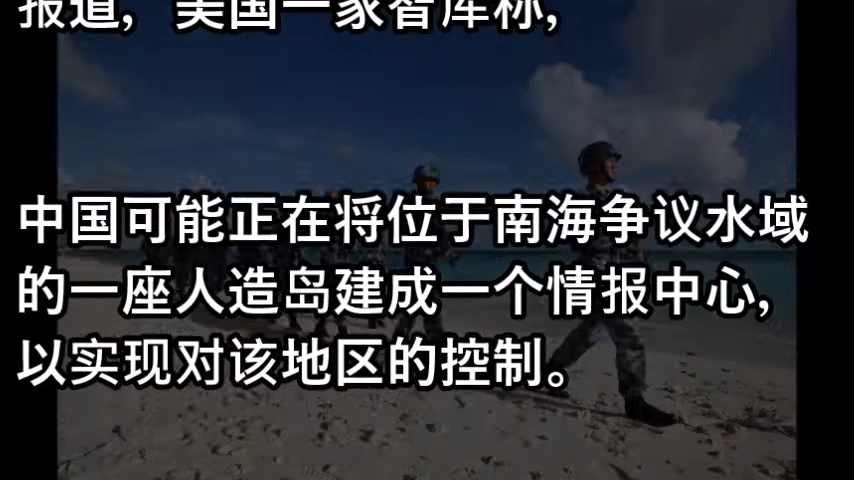 报道，美国一家智库称，
中国可能正在将位于南海争议水域
的一座人造岛建成一个情报中心，
以实现对该地区的控制。